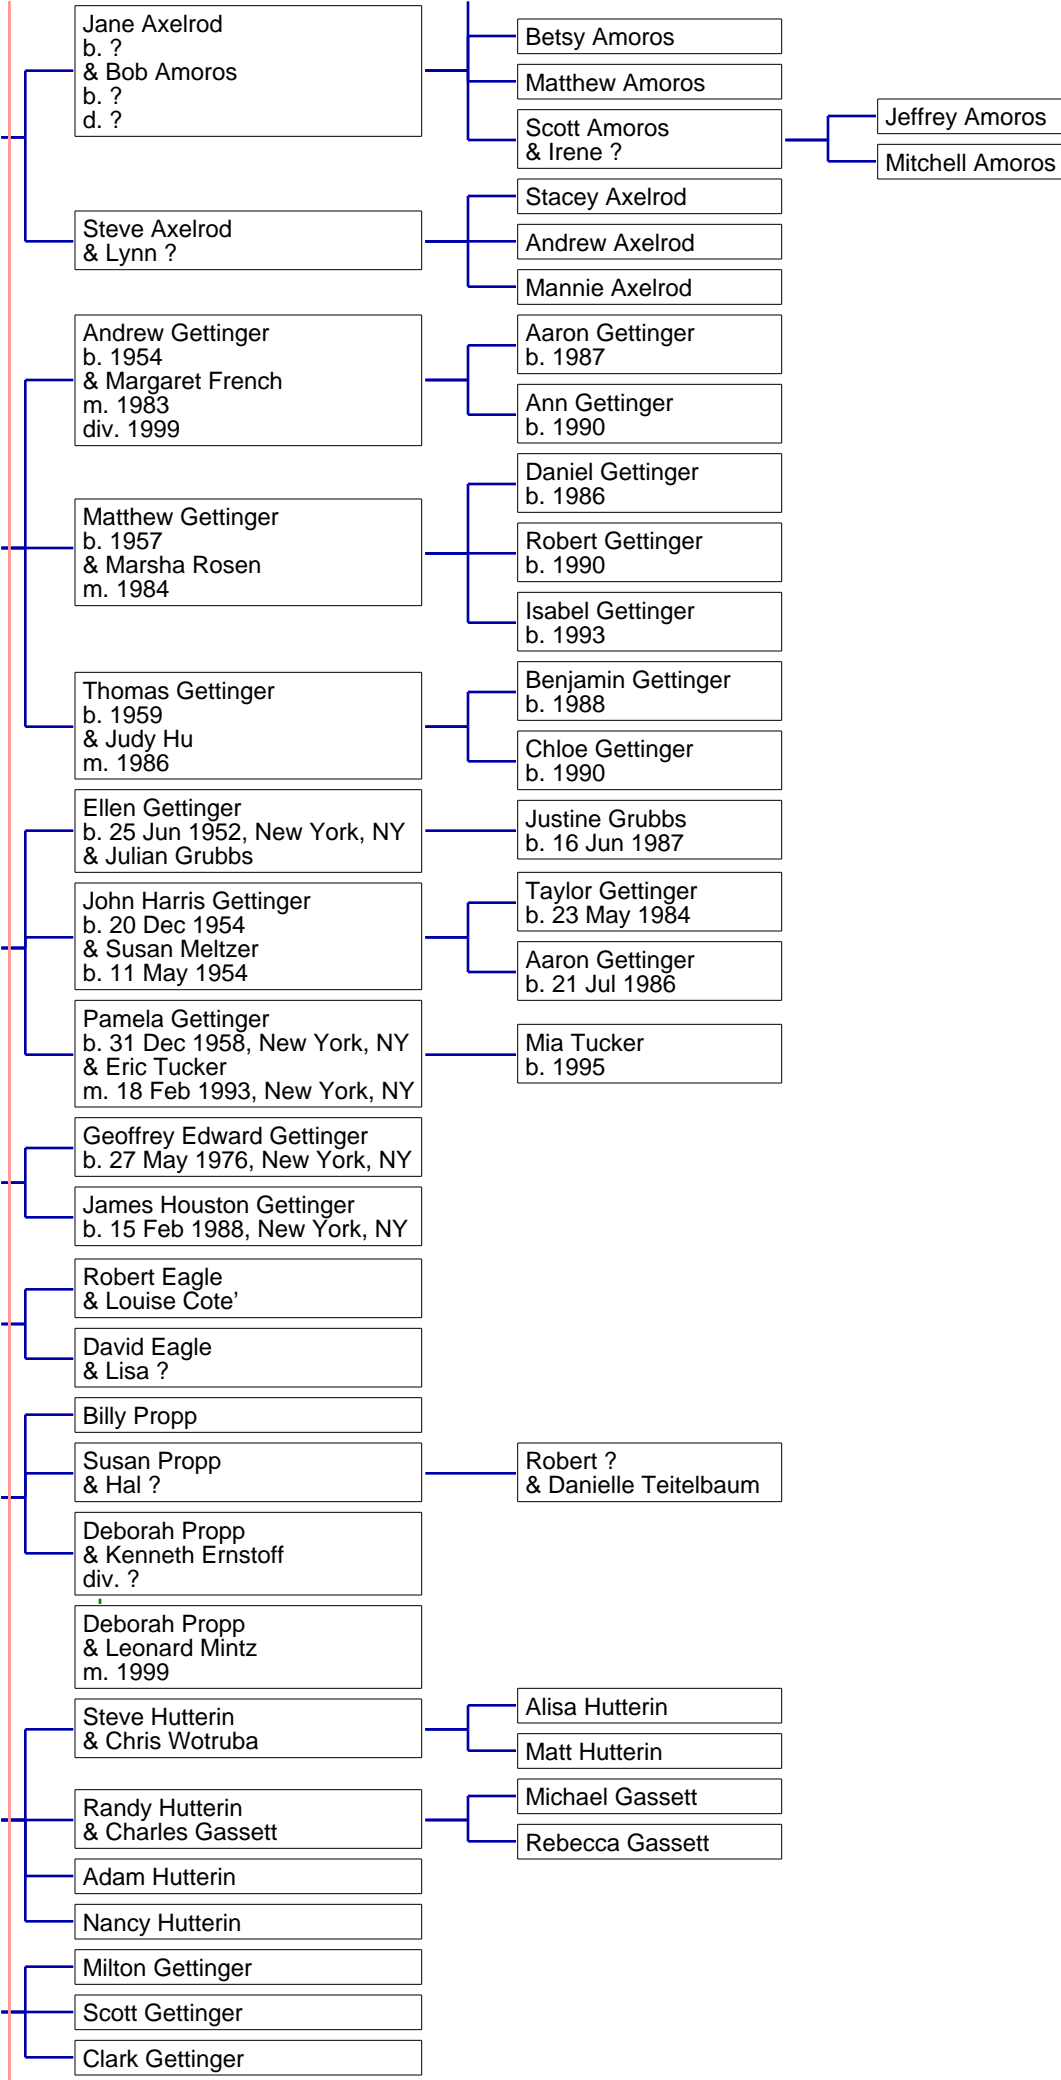 Jane Axelrod
b. ?
& Bob Amoros
b. ?
d. ?
Betsy Amoros
Matthew Amoros
Scott Amoros
& Irene ?
Jeffrey Amoros
Mitchell Amoros
Steve Axelrod
& Lynn ?
Stacey Axelrod
Andrew Axelrod
Mannie Axelrod
Andrew Gettinger
b. 1954
& Margaret French
m. 1983
div. 1999
Aaron Gettinger
b. 1987
Ann Gettinger
b. 1990
Matthew Gettinger
b. 1957
& Marsha Rosen
m. 1984
Daniel Gettinger
b. 1986
Robert Gettinger
b. 1990
Isabel Gettinger
b. 1993
Thomas Gettinger
b. 1959
& Judy Hu
m. 1986
Benjamin Gettinger
b. 1988
Chloe Gettinger
b. 1990
Ellen Gettinger
b. 25 Jun 1952, New York, NY
& Julian Grubbs
Justine Grubbs
b. 16 Jun 1987
John Harris Gettinger
b. 20 Dec 1954
& Susan Meltzer
b. 11 May 1954
Taylor Gettinger
b. 23 May 1984
Aaron Gettinger
b. 21 Jul 1986
Pamela Gettinger
b. 31 Dec 1958, New York, NY
& Eric Tucker
m. 18 Feb 1993, New York, NY
Mia Tucker
b. 1995
Geoffrey Edward Gettinger
b. 27 May 1976, New York, NY
James Houston Gettinger
b. 15 Feb 1988, New York, NY
Robert Eagle
& Louise Cote’
David Eagle
& Lisa ?
Billy Propp
Susan Propp
& Hal ?
Robert ?
& Danielle Teitelbaum
Deborah Propp
& Kenneth Ernstoff
div. ?
Deborah Propp
& Leonard Mintz
m. 1999
Steve Hutterin
& Chris Wotruba
Alisa Hutterin
Matt Hutterin
Randy Hutterin
& Charles Gassett
Michael Gassett
Rebecca Gassett
Adam Hutterin
Nancy Hutterin
Milton Gettinger
Scott Gettinger
Clark Gettinger